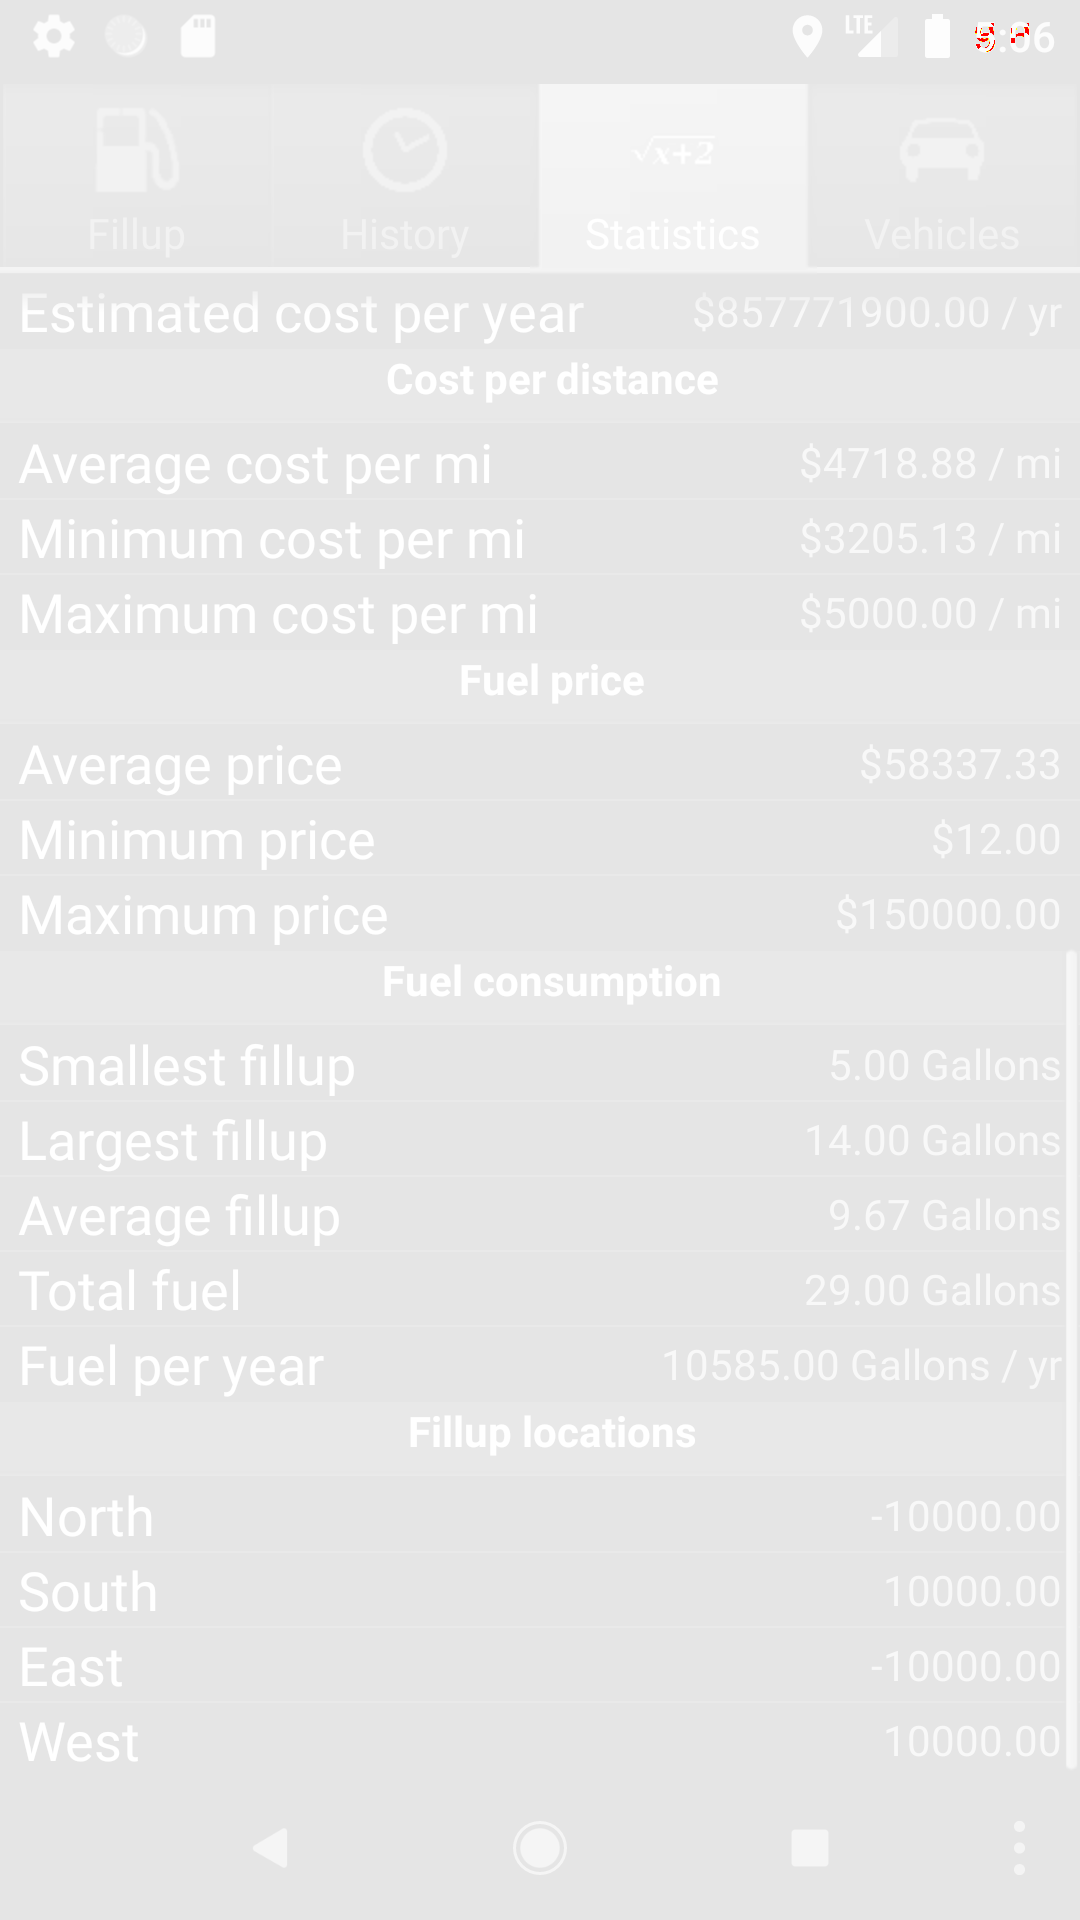 LTE
Fillup History √x+2 Statistics Vehicles
Estimated cost per year $857771900.00 / yr
Cost per distance
Average cost per mi $4718.88 / mi
Minimum cost per mi $3205.13 / mi
Maximum cost per mi $5000.00 / mi
Fuel price
Average price $58337.33
Minimum price $12.00
Maximum price $150000.00
Fuel consumption
Smallest fillup 5.00 Gallons
Largest fillup 14.00 Gallons
Average fillup 9.67 Gallons
Total fuel 29.00 Gallons
Fuel per year 10585.00 Gallons / yr
Fillup locations
North -10000.00
South 10000.00
East -10000.00
West 10000.00